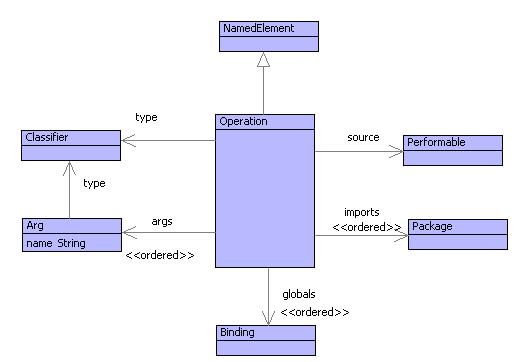 NamedElement
type
Operation
source
Classifier
Performable
type
Arg
name String
args
<<ordered>>
imports
<<ordered>>
Package
globals
<<ordered>>
Binding